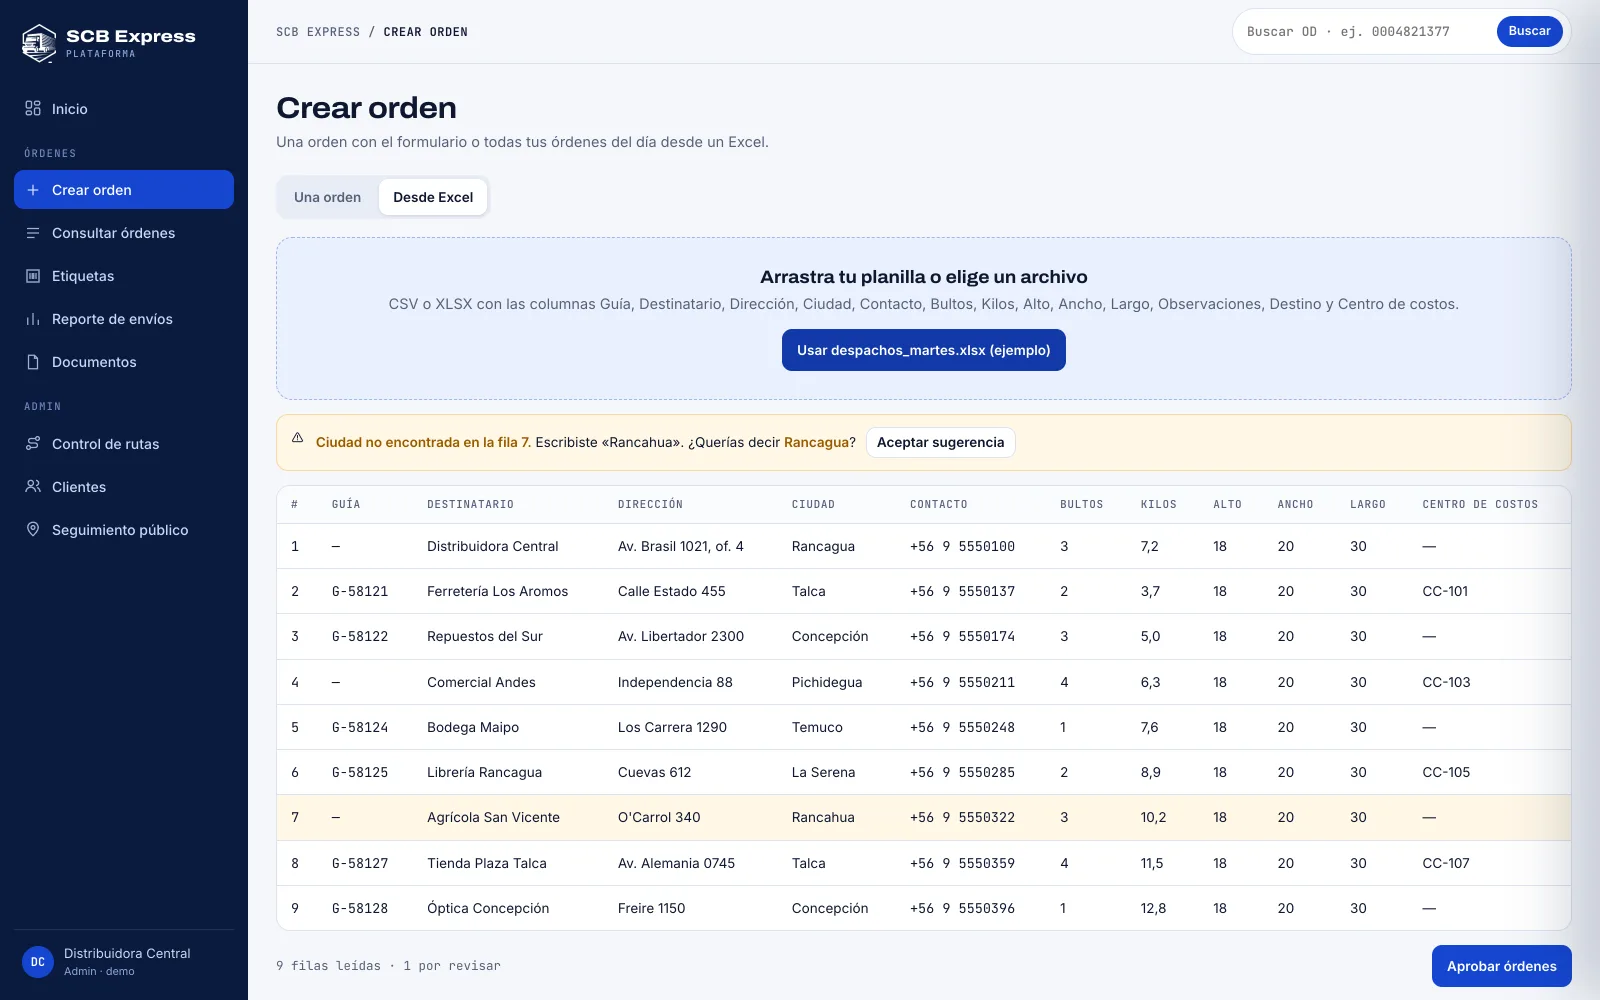 SCB Express
PLATAFORMA
Inicio
ÓRDENES
Crear orden
Consultar órdenes
Etiquetas
Reporte de envíos
Documentos
ADMIN
Control de rutas
Clientes
Seguimiento público
DC
Distribuidora Central
Admin · demo
SCB EXPRESS / CREAR ORDEN
Buscar OD · ej. 0004821377
Buscar
Crear orden
Una orden con el formulario o todas tus órdenes del día desde un Excel.
Una orden
Desde Excel
Arrastra tu planilla o elige un archivo
CSV o XLSX con las columnas Guía, Destinatario, Dirección, Ciudad, Contacto, Bultos, Kilos, Alto, Ancho, Largo, Observaciones, Destino y Centro de costos.
Usar despachos_martes.xlsx (ejemplo)
Ciudad no encontrada en la fila 7. Escribiste «Rancahua». ¿Querías decir Rancagua? Aceptar sugerencia
# GUÍA DESTINATARIO DIRECCIÓN CIUDAD CONTACTO BULTOS KILOS ALTO ANCHO LARGO CENTRO DE COSTOS
1 — Distribuidora Central Av. Brasil 1021, of. 4 Rancagua +56 9 5550100 3 7,2 18 20 30 —
2 G-58121 Ferretería Los Aromos Calle Estado 455 Talca +56 9 5550137 2 3,7 18 20 30 CC-101
3 G-58122 Repuestos del Sur Av. Libertador 2300 Concepción +56 9 5550174 3 5,0 18 20 30 —
4 — Comercial Andes Independencia 88 Pichidegua +56 9 5550211 4 6,3 18 20 30 CC-103
5 G-58124 Bodega Maipo Los Carrera 1290 Temuco +56 9 5550248 1 7,6 18 20 30 —
6 G-58125 Librería Rancagua Cuevas 612 La Serena +56 9 5550285 2 8,9 18 20 30 CC-105
7 — Agrícola San Vicente O'Carrol 340 Rancahua +56 9 5550322 3 10,2 18 20 30 —
8 G-58127 Tienda Plaza Talca Av. Alemania 0745 Talca +56 9 5550359 4 11,5 18 20 30 CC-107
9 G-58128 Óptica Concepción Freire 1150 Concepción +56 9 5550396 1 12,8 18 20 30 —
9 filas leídas · 1 por revisar
Aprobar órdenes